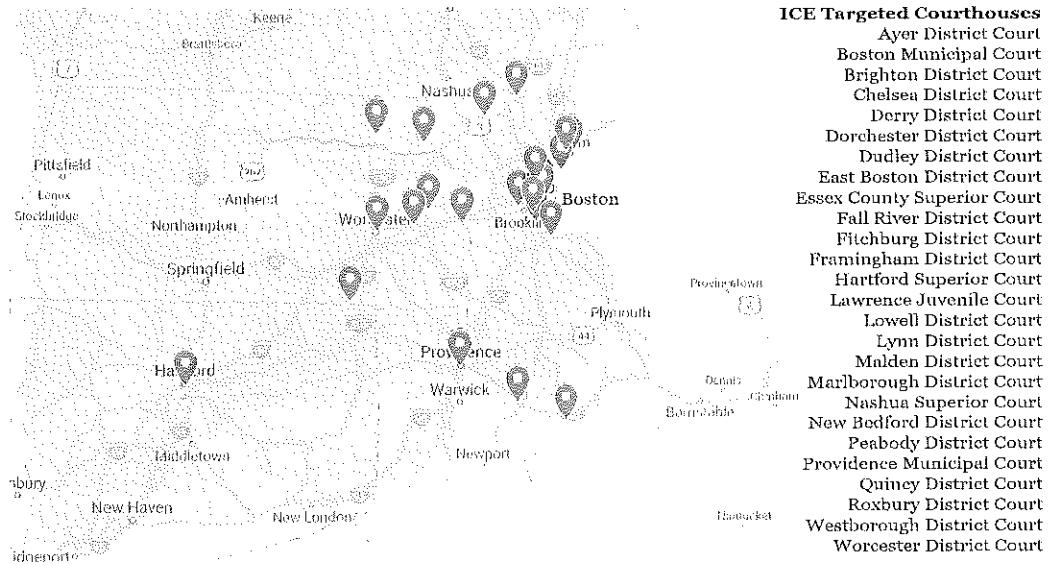 Keene
Brattleboro
7
Nashua
Pittsfield
Lenox
Stockbridge
Amherst
Northampton
Boston
Springfield
Provincetown
Plymouth
44
Providence
Warwick
Dennis
Chatham
Barnstable
Middletown
Newport
New Haven
New London
Nantucket
ICE Targeted Courthouses
Ayer District Court
Boston Municipal Court
Brighton District Court
Chelsea District Court
Derry District Court
Dorchester District Court
Dudley District Court
East Boston District Court
Essex County Superior Court
Fall River District Court
Fitchburg District Court
Framingham District Court
Hartford Superior Court
Lawrence Juvenile Court
Lowell District Court
Lynn District Court
Malden District Court
Marlborough District Court
Nashua Superior Court
New Bedford District Court
Peabody District Court
Providence Municipal Court
Quincy District Court
Roxbury District Court
Westborough District Court
Worcester District Court